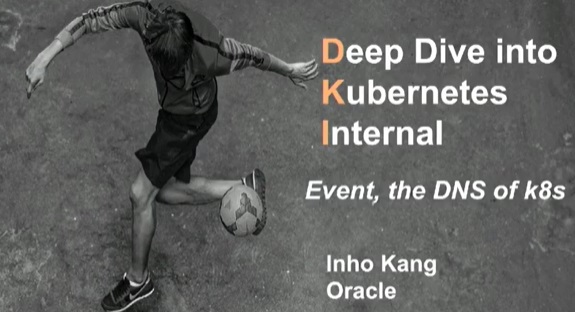 Deep Dive into
Kubernetes
Internal
Event, the DNS of k8s
Inho Kang
Oracle